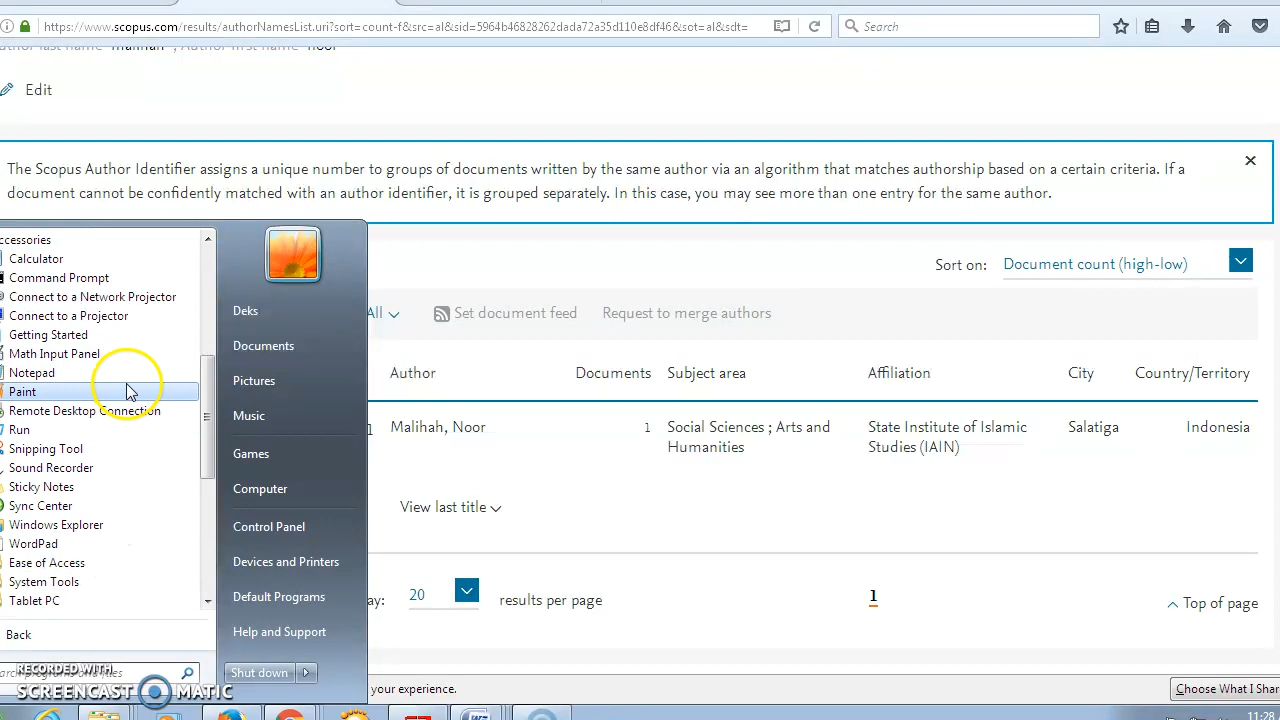 https://www.scopus.com/results/authorNamesList.uri?sort=count-f&src=al&sid=5964b46828262dada72a35d110e8df46&sot=al&sdt=
Search
Edit
The Scopus Author Identifier assigns a unique number to groups of documents written by the same author via an algorithm that matches authorship based on a certain criteria. If a
document cannot be confidently matched with an author identifier, it is grouped separately. In this case, you may see more than one entry for the same author.
ccessories
Calculator
Command Prompt
Connect to a Network Projector
Connect to a Projector
Getting Started
Math Input Panel
Notepad
Paint
Remote Desktop Connection
Run
Snipping Tool
Sound Recorder
Sticky Notes
Sync Center
Windows Explorer
WordPad
Ease of Access
System Tools
Tablet PC
Back
RECORDED WITH
SCREENCAST MATIC
Deks
Documents
Pictures
Music
Games
Computer
Control Panel
Devices and Printers
Default Programs
Help and Support
Shut down
Sort on: Document count (high-low)
All Set document feed Request to merge authors
Author Documents Subject area Affiliation City Country/Territory
1 Malihah, Noor 1 Social Sciences ; Arts and State Institute of Islamic Salatiga Indonesia
Humanities Studies (IAIN)
View last title
ay: 20 results per page 1 Top of page
your experience. Choose What I Shar
11:28